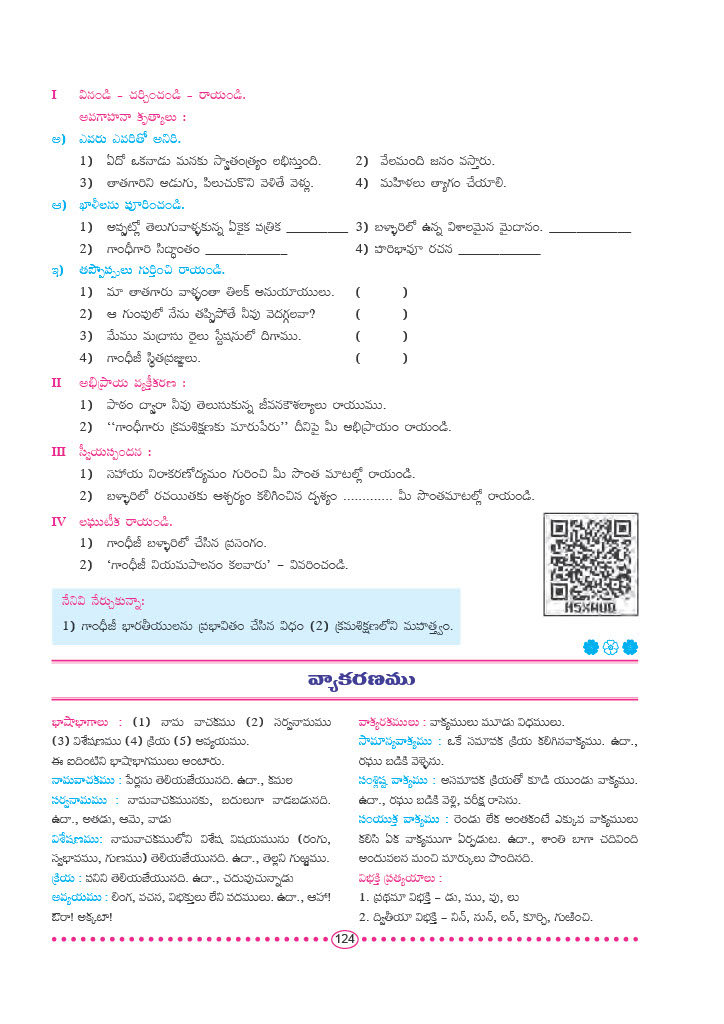 I వినండి - చర్చించండి - రాయండి.
అవగాహనా కృత్యాలు :
అ) ఎవరు ఎవరితో అనిరి.
1) ఏదో ఒకనాడు మనకు స్వాతంత్ర్యం లభిస్తుంది. 2) వేలమంది జనం వస్తారు.
3) తాతగారిని అడుగు, పిలుచుకొని వెళితే వెళ్లు. 4) మహిళలు త్యాగం చేయాలి.
ఆ) ఖాళీలను పూరించండి.
1) అప్పట్లో తెలుగువాళ్ళకున్న ఏకైక పత్రిక _________ 3) బళ్ళారిలో ఉన్న విశాలమైన మైదానం. ____________
2) గాంధీగారి సిద్ధాంతం ____________ 4) హరిభావూ రచన ____________
ఇ) తప్పొప్పులు గుర్తించి రాయండి.
1) మా తాతగారు వాళ్ళంతా తిలక్ అనుయాయులు. ( )
2) ఆ గుంపులో నేను తప్పిపోతే నీవు వెదగ్గలవా? ( )
3) మేము మద్రాసు రైలు స్టేషనులో దిగాము. ( )
4) గాంధీజీ స్థితప్రజ్ఞులు. ( )
II అభిప్రాయ వ్యక్తీకరణ :
1) పాఠం ద్వారా నీవు తెలుసుకున్న జీవనకౌశల్యాలు రాయుము.
2) ‘‘గాంధీగారు క్రమశిక్షణకు మారుపేరు’’ దీనిపై మీ అభిప్రాయం రాయండి.
III స్వీయస్పందన :
1) సహాయ నిరాకరణోద్యమం గురించి మీ సొంత మాటల్లో రాయండి.
2) బళ్ళారిలో రచయితకు ఆశ్చర్యం కలిగించిన దృశ్యం ............. మీ సొంతమాటల్లో రాయండి.
IV లఘుటీక రాయండి.
1) గాంధీజీ బళ్ళారిలో చేసిన ప్రసంగం.
2) ‘గాంధీజీ నియమపాలనం కలవారు’ - వివరించండి.
H5XAUQ
నేనివి నేర్చుకున్నా:
1) గాంధీజీ భారతీయులను ప్రభావితం చేసిన విధం (2) క్రమశిక్షణలోని మహత్త్వం.
వ్యాకరణము
భాషాభాగాలు : (1) నామ వాచకము (2) సర్వనామము
(3) విశేషణము (4) క్రియ (5) అవ్యయము.
ఈ ఐదింటిని భాషాభాగములు అంటారు.
నామవాచకము : పేర్లను తెలియజేయునది. ఉదా., కమల
సర్వనామము : నామవాచకమునకు, బదులుగా వాడబడునది.
ఉదా., అతడు, ఆమె, వాడు
విశేషణము: నామవాచకములోని విశేష విషయమును (రంగు,
స్వభావము, గుణము) తెలియజేయునది. ఉదా., తెల్లని గుఱ్ఱము.
క్రియ : పనిని తెలియజేయునది. ఉదా., చదువుచున్నాడు
అవ్యయము : లింగ, వచన, విభక్తులు లేని పదములు. ఉదా., ఆహా!
ఔరా! అక్కటా!
వాక్యరకములు : వాక్యములు మూడు విధములు.
సామాన్యవాక్యము : ఒకే సమాపక క్రియ కలిగినవాక్యము. ఉదా.,
రఘు బడికి వెళ్ళెను.
సంశ్లిష్ట వాక్యము : అసమాపక క్రియతో కూడి యుండు వాక్యము.
ఉదా., రఘు బడికి వెళ్లి, పరీక్ష రాసెను.
సంయుక్త వాక్యము : రెండు లేక అంతకంటే ఎక్కువ వాక్యములు
కలిసి ఏక వాక్యముగా ఏర్పడుట. ఉదా., శాంతి బాగా చదివింది
అందువలన మంచి మార్కులు పొందినది.
విభక్తి ప్రత్యయాలు :
1. ప్రథమా విభక్తి - డు, ము, వు, లు
2. ద్వితీయా విభక్తి - నిన్, నున్, లన్, కూర్చి, గుఱించి.
124